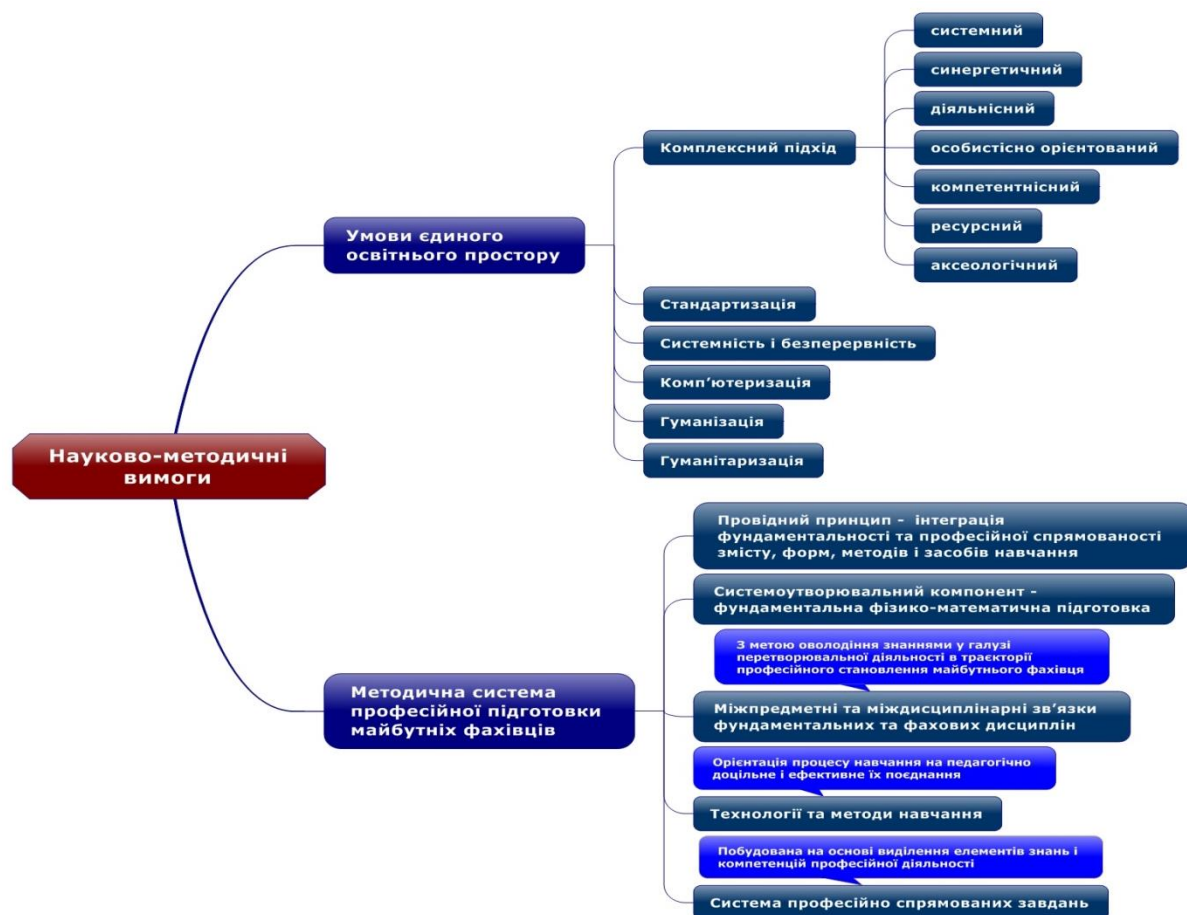 системний
синергетичний
діяльнісний
Комплексний підхід
особистісно орієнтований
компетентнісний
ресурсний
аксеологічний
Умови єдиного
освітнього простору
Стандартизація
Системність і безперервність
Комп’ютеризація
Гуманізація
Гуманітаризація
Науково-методичні
вимоги
Провідний принцип - інтеграція
фундаментальності та професійної спрямованості
змісту, форм, методів і засобів навчання
Системоутворювальний компонент -
фундаментальна фізико-математична підготовка
З метою оволодіння знаннями у галузі
перетворювальної діяльності в траєкторії
професійного становлення майбутнього фахівця
Методична система
професійної підготовки
майбутніх фахівців
Міжпредметні та міждисциплінарні зв’язки
фундаментальних та фахових дисциплін
Орієнтація процесу навчання на педагогічно
доцільне і ефективне їх поєднання
Технології та методи навчання
Побудована на основі виділення елементів знань і
компетенцій професійної діяльності
Система професійно спрямованих завдань